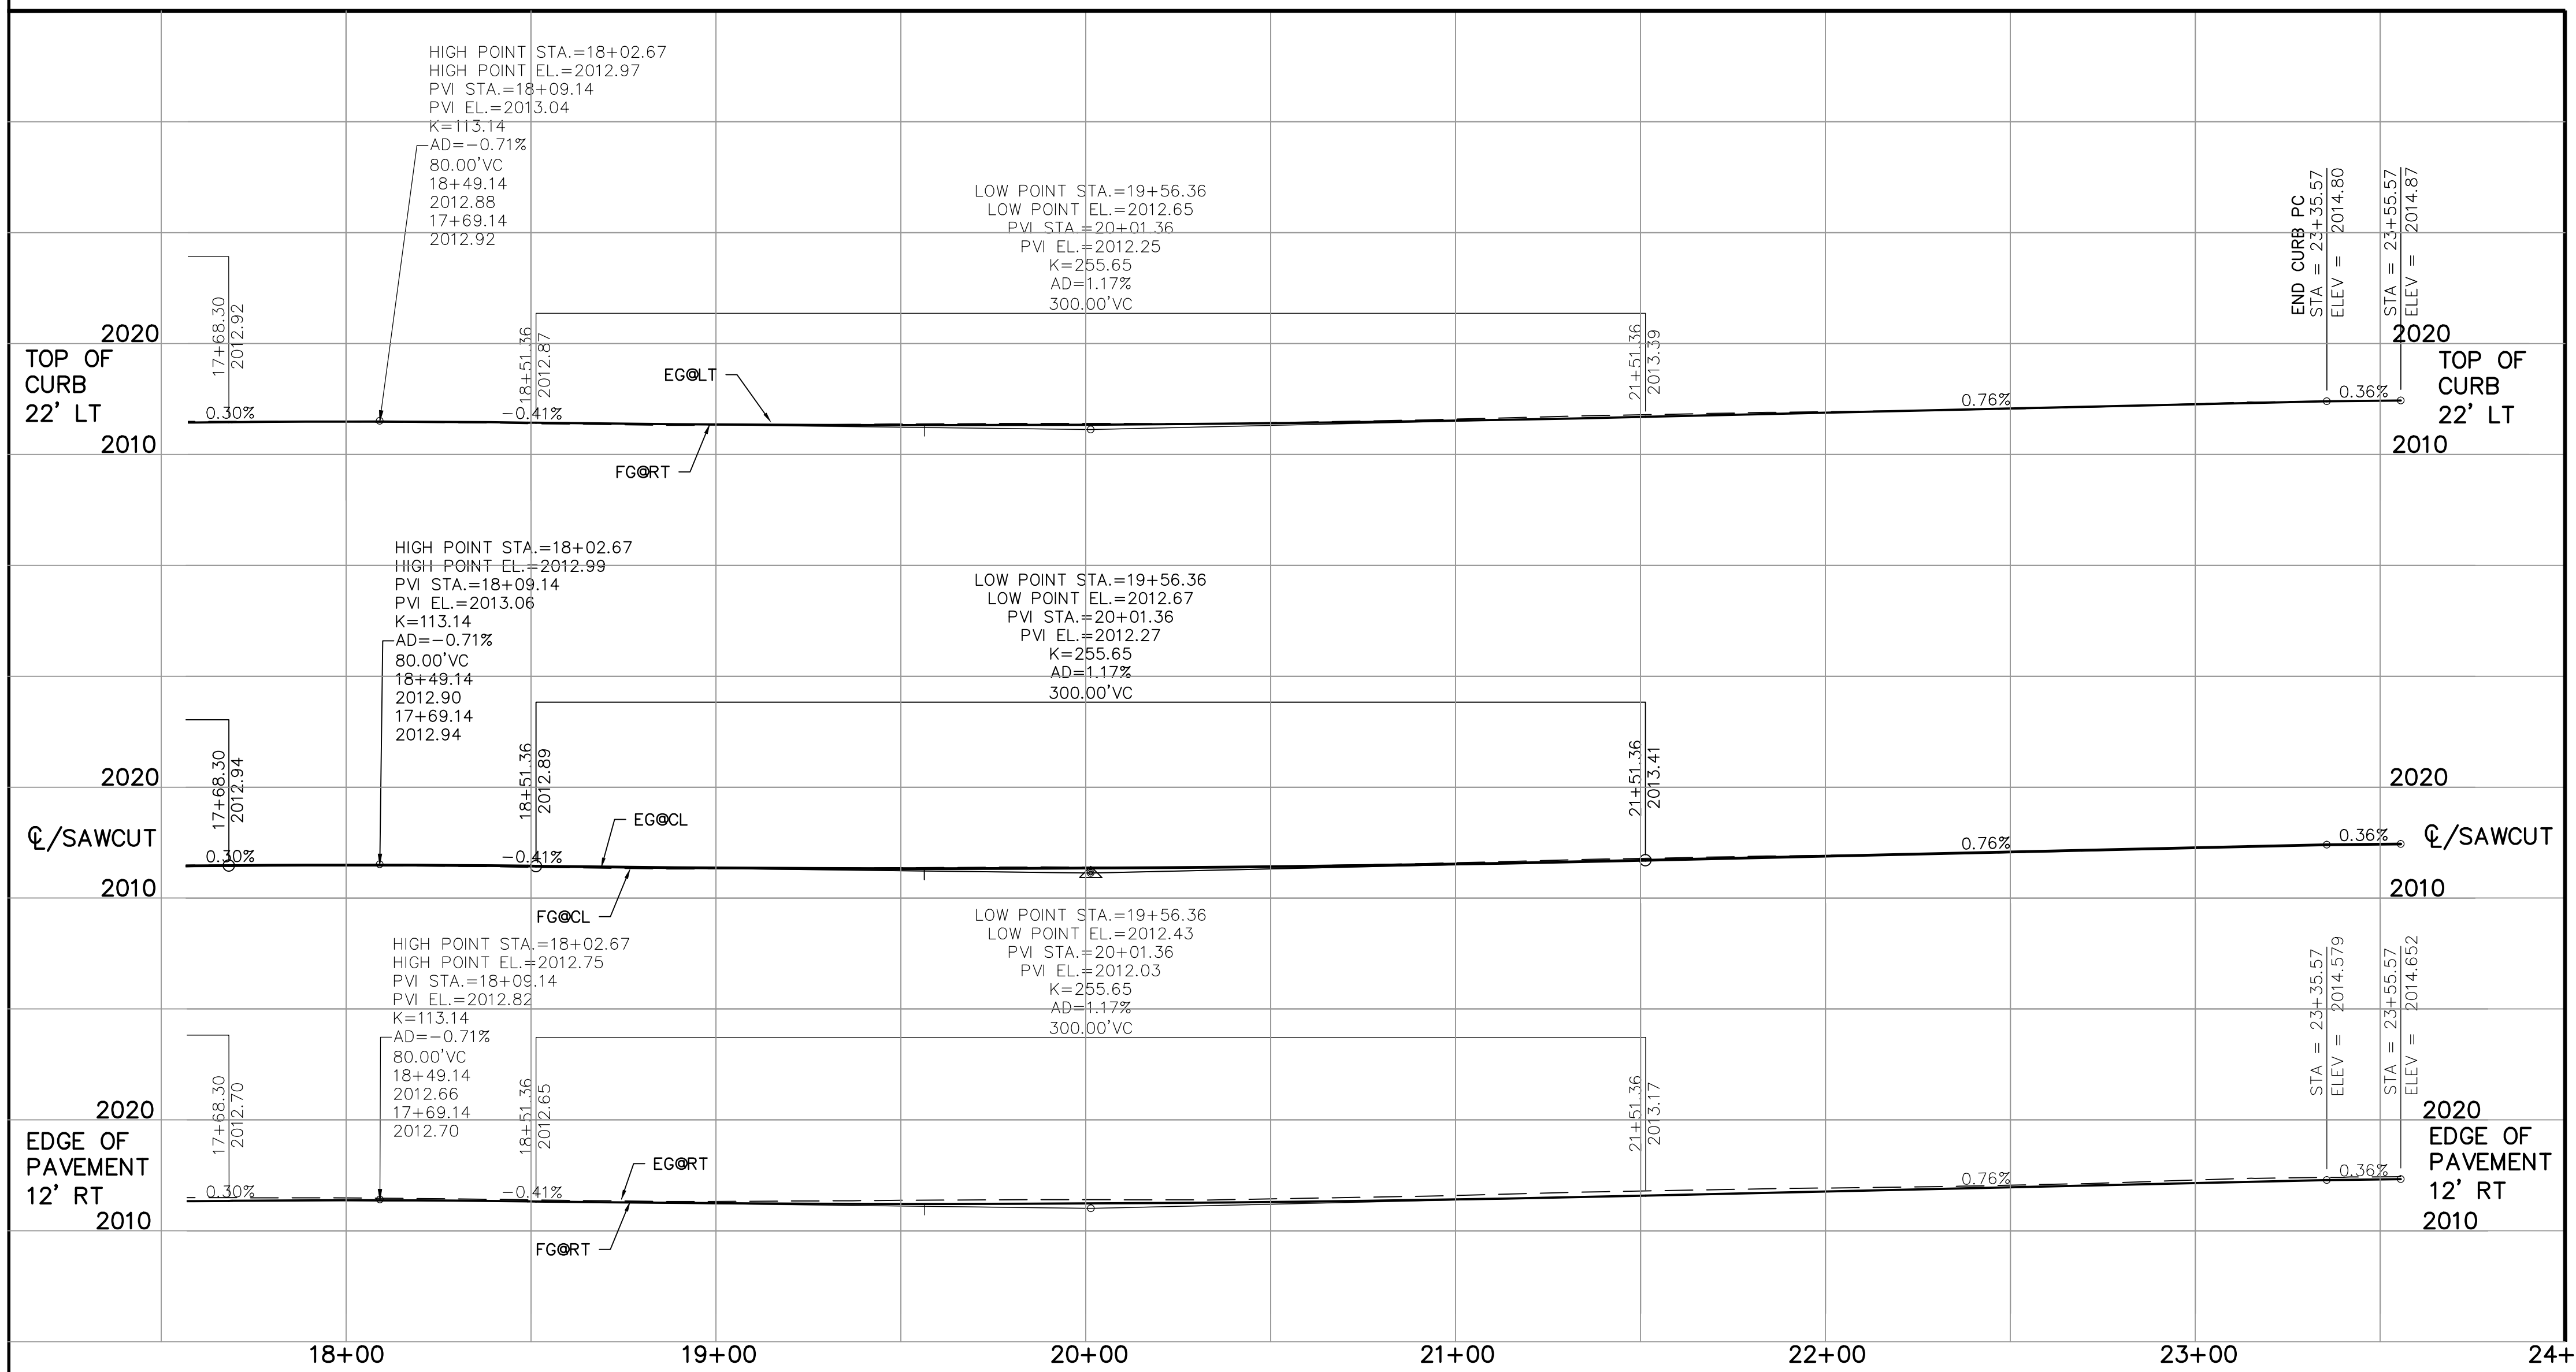 HIGH POINT STA.=18+02.67
HIGH POINT EL.=2012.97
PVI STA.=18+09.14
PVI EL.=2013.04
K=113.14
AD=-0.71%
80.00'VC
18+49.14
2012.88
17+69.14
2012.92
LOW POINT STA.=19+56.36
LOW POINT EL.=2012.65
PVI STA.=20+01.36
PVI EL.=2012.25
K=255.65
AD=1.17%
300.00'VC
END CURB PC
STA = 23+35.57
ELEV = 2014.80
STA = 23+55.57
ELEV = 2014.87
17+68.30
2012.92
18+51.36
2012.87
21+51.36
2013.39
2020
TOP OF
CURB
22' LT
2010
0.30%
-0.41%
EG@LT
FG@RT
0.76%
0.36%
2020
TOP OF
CURB
22' LT
2010
HIGH POINT STA.=18+02.67
HIGH POINT EL.=2012.99
PVI STA.=18+09.14
PVI EL.=2013.06
K=113.14
AD=-0.71%
80.00'VC
18+49.14
2012.90
17+69.14
2012.94
LOW POINT STA.=19+56.36
LOW POINT EL.=2012.67
PVI STA.=20+01.36
PVI EL.=2012.27
K=255.65
AD=1.17%
300.00'VC
17+68.30
2012.94
18+51.36
2012.89
21+51.36
2013.41
2020
℄/SAWCUT
2010
0.30%
-0.41%
EG@CL
FG@CL
0.76%
0.36%
2020
℄/SAWCUT
2010
HIGH POINT STA.=18+02.67
HIGH POINT EL.=2012.75
PVI STA.=18+09.14
PVI EL.=2012.82
K=113.14
AD=-0.71%
80.00'VC
18+49.14
2012.66
17+69.14
2012.70
LOW POINT STA.=19+56.36
LOW POINT EL.=2012.43
PVI STA.=20+01.36
PVI EL.=2012.03
K=255.65
AD=1.17%
300.00'VC
STA = 23+35.57
ELEV = 2014.579
STA = 23+55.57
ELEV = 2014.652
17+68.30
2012.70
18+51.36
2012.65
21+51.36
2013.17
2020
EDGE OF
PAVEMENT
12' RT
2010
0.30%
-0.41%
EG@RT
FG@RT
0.76%
0.36%
2020
EDGE OF
PAVEMENT
12' RT
2010
18+00 19+00 20+00 21+00 22+00 23+00 24+